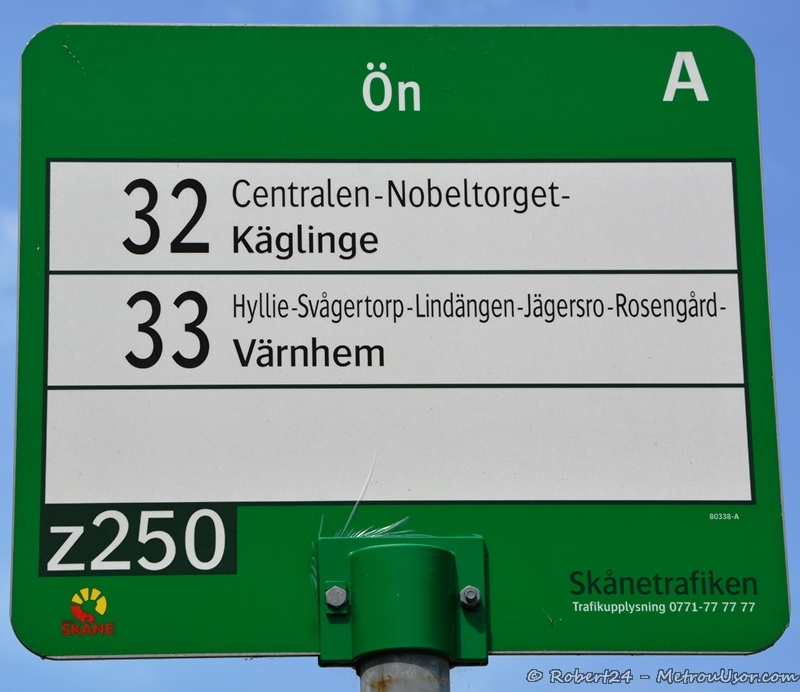 Ön
A
32 Centralen-Nobeltorget-
Käglinge
33 Hyllie-Svågertorp-Lindängen-Jägersro-Rosengård-
Värnhem
80338-A
z250
SKÅNE
Skånetrafiken
Trafikupplysning 0771-77 77 77
© Robert24 - MetrouUsor.com